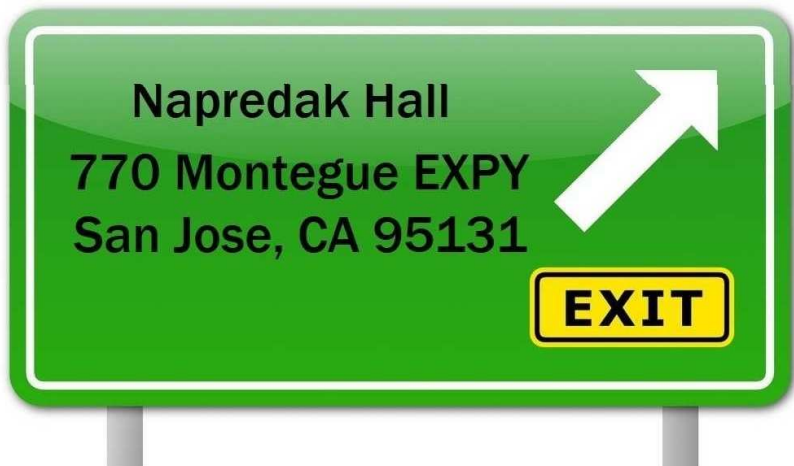 Napredak Hall
770 Montegue EXPY
San Jose, CA 95131
EXIT